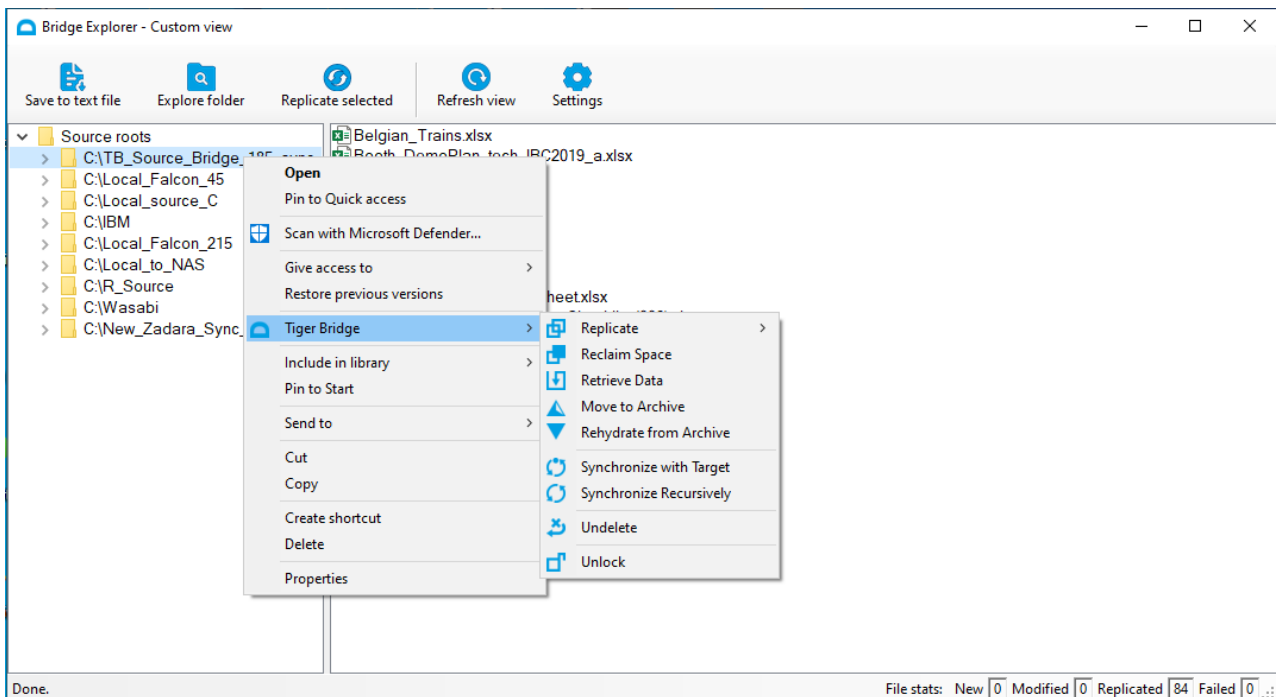 Bridge Explorer - Custom view
Save to text file
Explore folder
Replicate selected
Refresh view
Settings
Source roots
C:\TB_Source_Bridge_185_sync
C:\Local_Falcon_45
C:\Local_source_C
C:\IBM
C:\Local_Falcon_215
C:\Local_to_NAS
C:\R_Source
C:\Wasabi
C:\New_Zadara_Sync_
Belgian_Trains.xlsx
Booth_DemoPlan_tech_IBC2019_a.xlsx
heet.xlsx
Open
Pin to Quick access
Scan with Microsoft Defender...
Give access to
Restore previous versions
Tiger Bridge
Include in library
Pin to Start
Send to
Cut
Copy
Create shortcut
Delete
Properties
Replicate
Reclaim Space
Retrieve Data
Move to Archive
Rehydrate from Archive
Synchronize with Target
Synchronize Recursively
Undelete
Unlock
Done.
File stats: New 0 Modified 0 Replicated 84 Failed 0